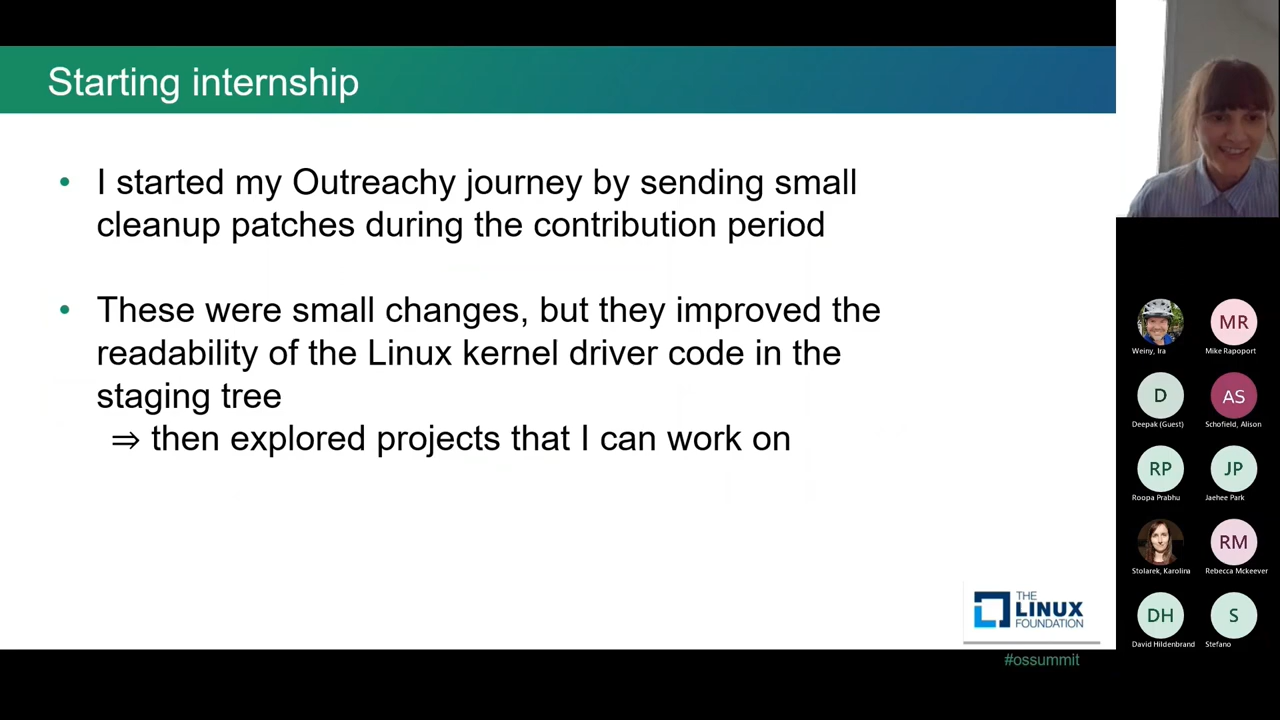 Starting internship
• I started my Outreachy journey by sending small
cleanup patches during the contribution period
• These were small changes, but they improved the
readability of the Linux kernel driver code in the
staging tree
⇒ then explored projects that I can work on
THE
LINUX
FOUNDATION
#ossummit
MR
Weiny, Ira
Mike Rapoport
D
AS
Deepak (Guest)
Schofield, Alison
RP
JP
Roopa Prabhu
Jaehee Park
RM
Stolarek, Karolina
Rebecca Mckeever
DH
S
David Hildenbrand
Stefano